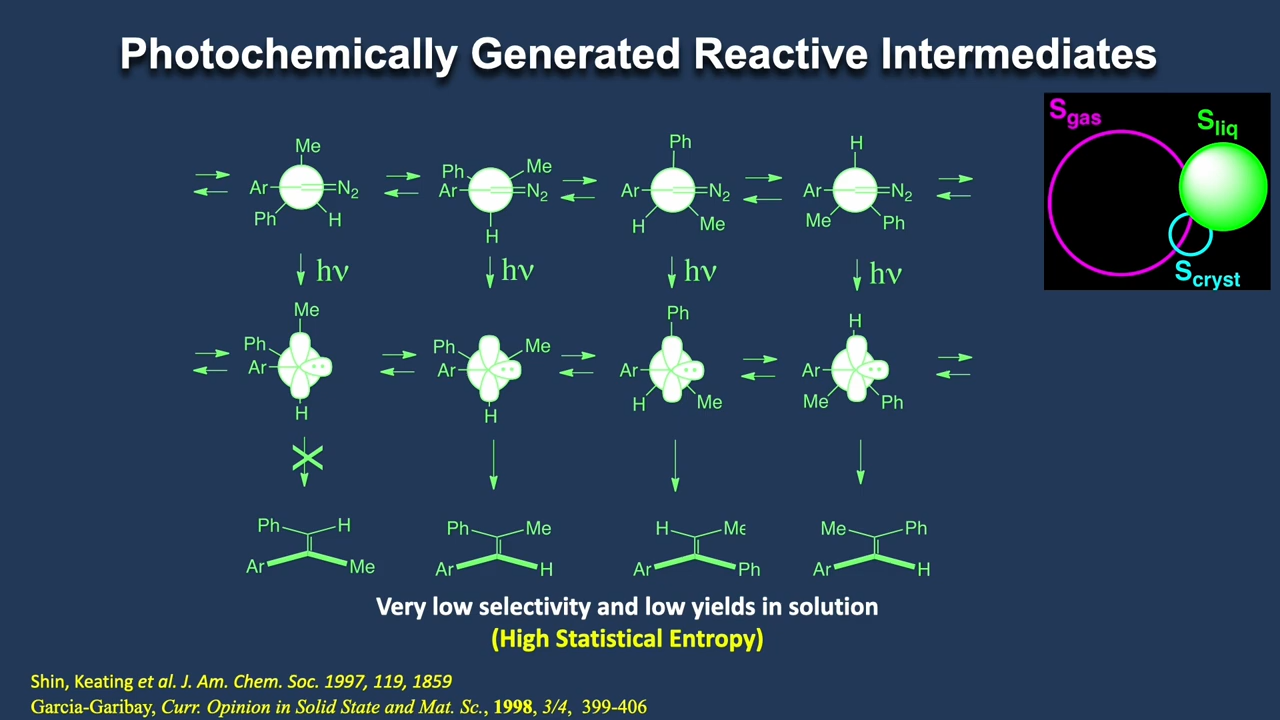 Photochemically Generated Reactive Intermediates
S gas
S liq
S cryst
Me
Ar =N2
Ph H
Ph Me
Ar =N2
H
Ph
Ar =N2
H Me
H
Ar =N2
Me Ph
hν hν hν hν
Me
Ph
Ar
H
Ph Me
Ar
H
Ph
Ar
H Me
H
Ar
Me Ph
Ph H
Ar Me
Ph Me
Ar H
H Me
Ar Ph
Me Ph
Ar H
Very low selectivity and low yields in solution
(High Statistical Entropy)
Shin, Keating et al. J. Am. Chem. Soc. 1997, 119, 1859
Garcia-Garibay, Curr. Opinion in Solid State and Mat. Sc., 1998, 3/4, 399-406